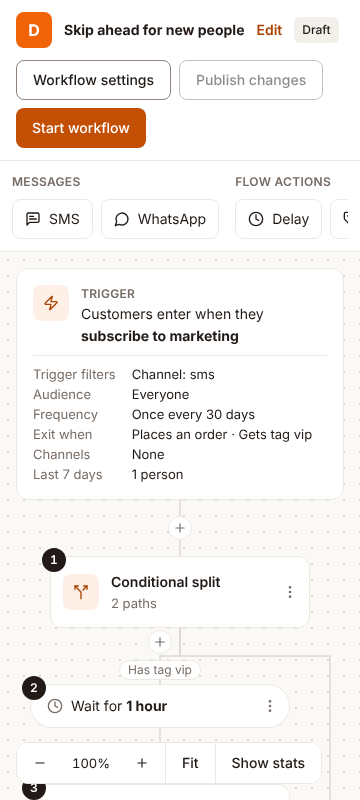 D
Skip ahead for new people
Edit
Draft
Workflow settings
Publish changes
Start workflow
MESSAGES
FLOW ACTIONS
SMS
WhatsApp
Delay
TRIGGER
Customers enter when they
subscribe to marketing
Trigger filters Channel: sms
Audience Everyone
Frequency Once every 30 days
Exit when Places an order · Gets tag vip
Channels None
Last 7 days 1 person
1
Conditional split
2 paths
Has tag vip
2
Wait for 1 hour
100%
Fit
Show stats
3